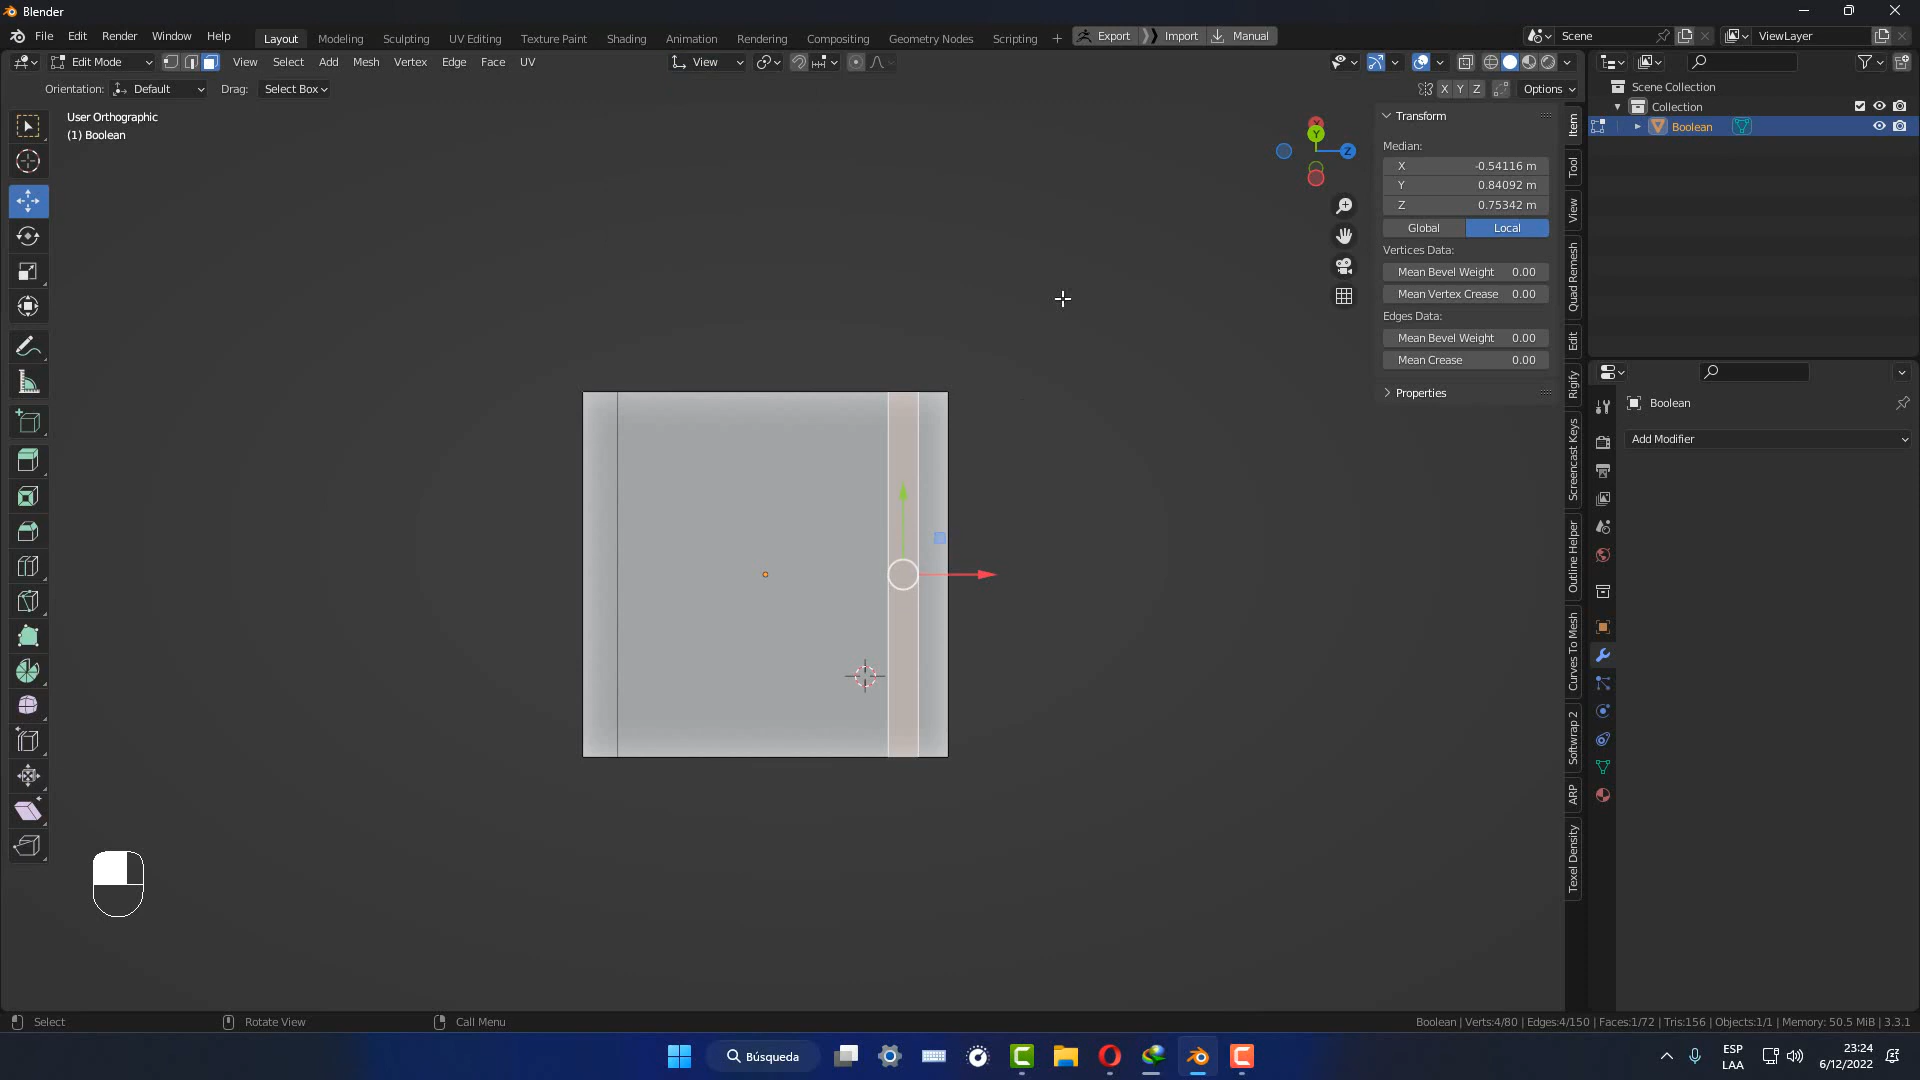 Blender
File Edit Render Window Help
Layout Modeling Sculpting UV Editing Texture Paint Shading Animation Rendering Compositing Geometry Nodes Scripting +
Export Import Manual
Scene
ViewLayer
Edit Mode View Select Add Mesh Vertex Edge Face UV
View
Orientation: Default Drag: Select Box
X Y Z Options
Scene Collection
Collection
Boolean
User Orthographic
(1) Boolean
Y
Z
Transform
Median:
X -0.54116 m
Y 0.84092 m
Z 0.75342 m
Global Local
Vertices Data:
Mean Bevel Weight 0.00
Mean Vertex Crease 0.00
Edges Data:
Mean Bevel Weight 0.00
Mean Crease 0.00
Properties
Item
Tool
View
Quad Remesh
Edit
Rigify
Screencast Keys
Outline Helper
Curves To Mesh
Softwrap 2
ARP
Texel Density
Boolean
Add Modifier
Select Rotate View Call Menu
Boolean | Verts:4/80 | Edges:4/150 | Faces:1/72 | Tris:156 | Objects:1/1 | Memory: 50.5 MiB | 3.3.1
Búsqueda
ESP
LAA
23:24
6/12/2022